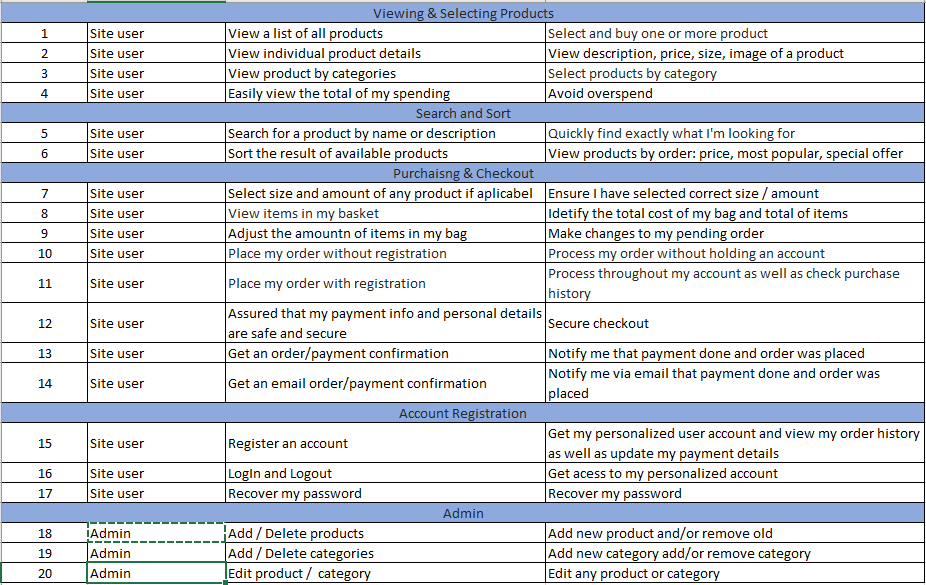 Viewing & Selecting Products
1 Site user View a list of all products Select and buy one or more product
2 Site user View individual product details View description, price, size, image of a product
3 Site user View product by categories Select products by category
4 Site user Easily view the total of my spending Avoid overspend
Search and Sort
5 Site user Search for a product by name or description Quickly find exactly what I'm looking for
6 Site user Sort the result of available products View products by order: price, most popular, special offer
Purchaisng & Checkout
7 Site user Select size and amount of any product if aplicabel Ensure I have selected correct size / amount
8 Site user View items in my basket Idetify the total cost of my bag and total of items
9 Site user Adjust the amountn of items in my bag Make changes to my pending order
10 Site user Place my order without registration Process my order without holding an account
11 Site user Place my order with registration Process throughout my account as well as check purchase
history
12 Site user Assured that my payment info and personal details
are safe and secure Secure checkout
13 Site user Get an order/payment confirmation Notify me that payment done and order was placed
14 Site user Get an email order/payment confirmation Notify me via email that payment done and order was
placed
Account Registration
15 Site user Register an account Get my personalized user account and view my order history
as well as update my payment details
16 Site user LogIn and Logout Get acess to my personalized account
17 Site user Recover my password Recover my password
Admin
18 Admin Add / Delete products Add new product and/or remove old
19 Admin Add / Delete categories Add new category add/or remove category
20 Admin Edit product / category Edit any product or category